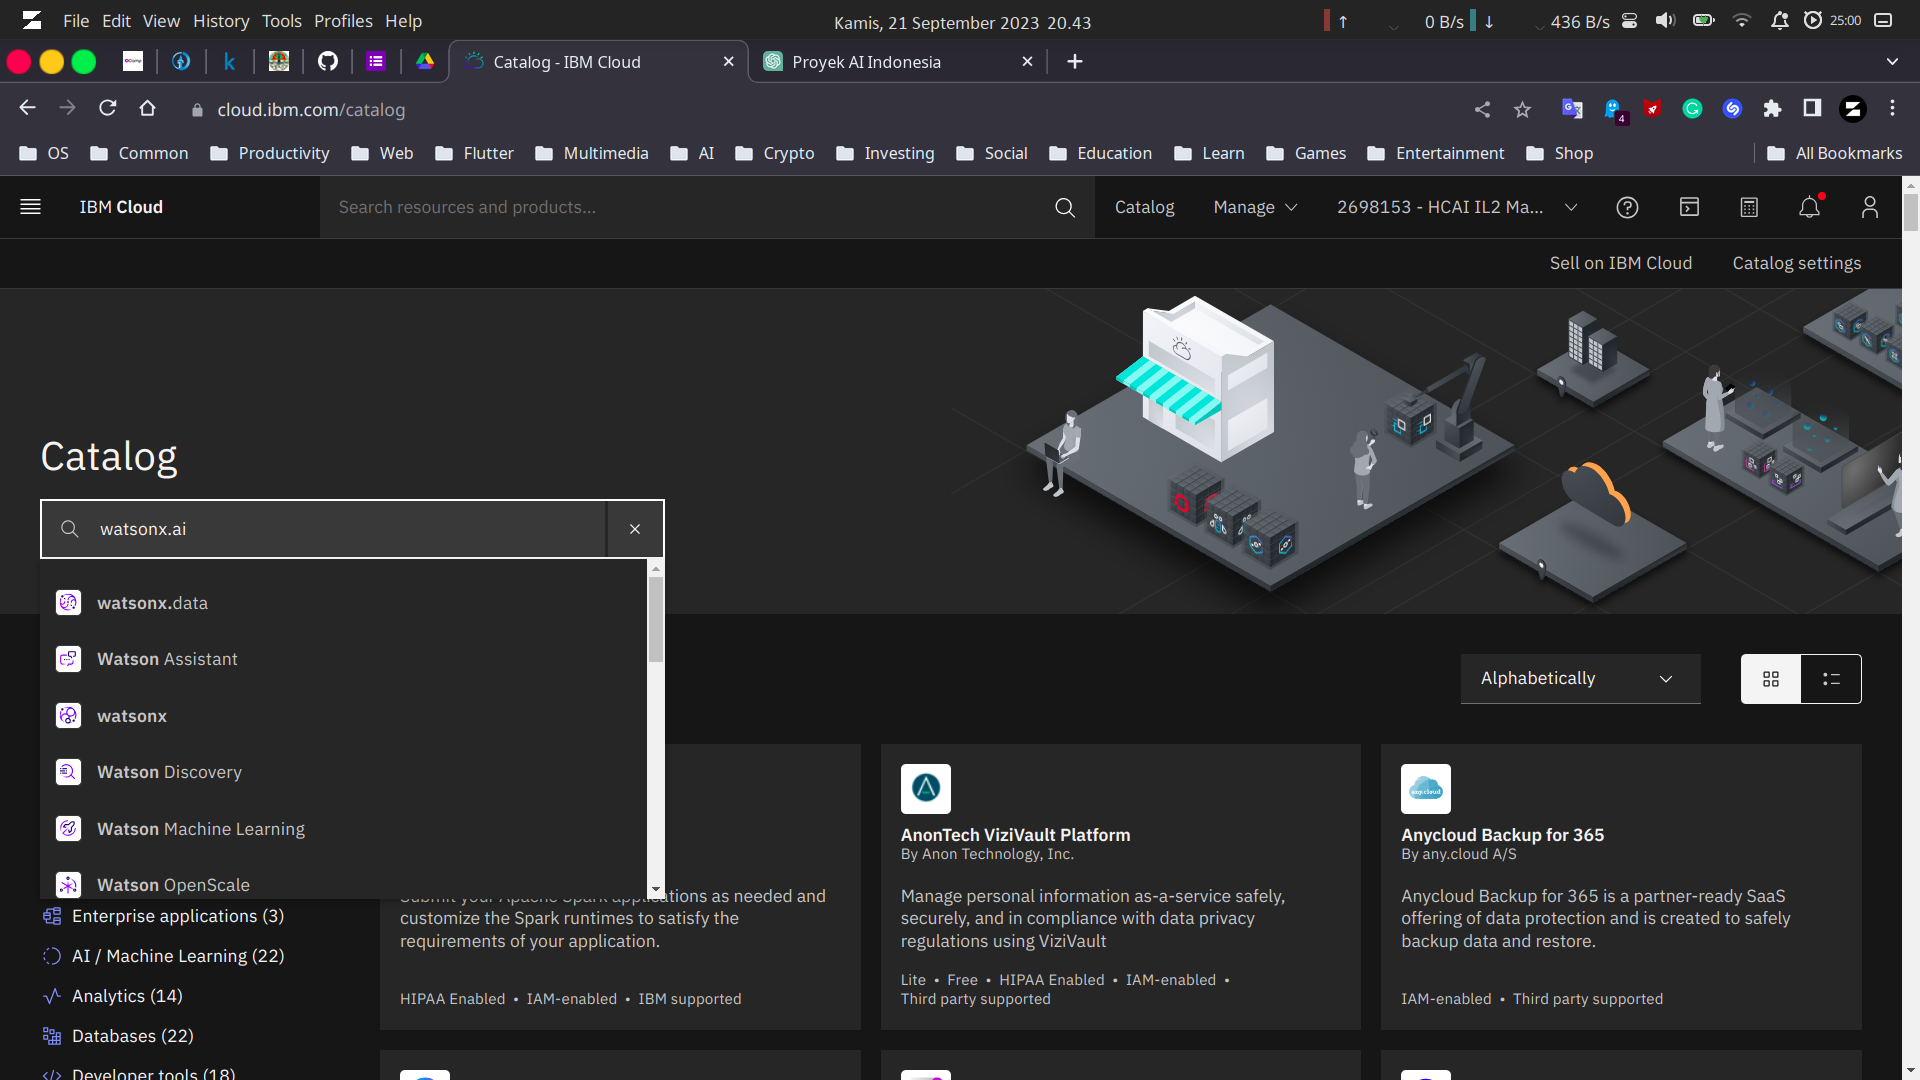 File Edit View History Tools Profiles Help
Kamis, 21 September 2023 20.43
0 B/s
436 B/s
25:00
Catalog - IBM Cloud
Proyek AI Indonesia
cloud.ibm.com/catalog
4
OS Common Productivity Web Flutter Multimedia AI Crypto Investing Social Education Learn Games Entertainment Shop All Bookmarks
IBM Cloud
Search resources and products...
Catalog Manage 2698153 - HCAI IL2 Ma...
Sell on IBM Cloud Catalog settings
Catalog
watsonx.ai
watsonx.data
Watson Assistant
watsonx
Watson Discovery
Watson Machine Learning
Watson OpenScale
Enterprise applications (3)
AI / Machine Learning (22)
Analytics (14)
Databases (22)
Developer tools (18)
Alphabetically
Submit your Apache Spark applications as needed and
customize the Spark runtimes to satisfy the
requirements of your application.
HIPAA Enabled • IAM-enabled • IBM supported
AnonTech ViziVault Platform
By Anon Technology, Inc.
Manage personal information as-a-service safely,
securely, and in compliance with data privacy
regulations using ViziVault
Lite • Free • HIPAA Enabled • IAM-enabled •
Third party supported
any.cloud
Anycloud Backup for 365
By any.cloud A/S
Anycloud Backup for 365 is a partner-ready SaaS
offering of data protection and is created to safely
backup data and restore.
IAM-enabled • Third party supported